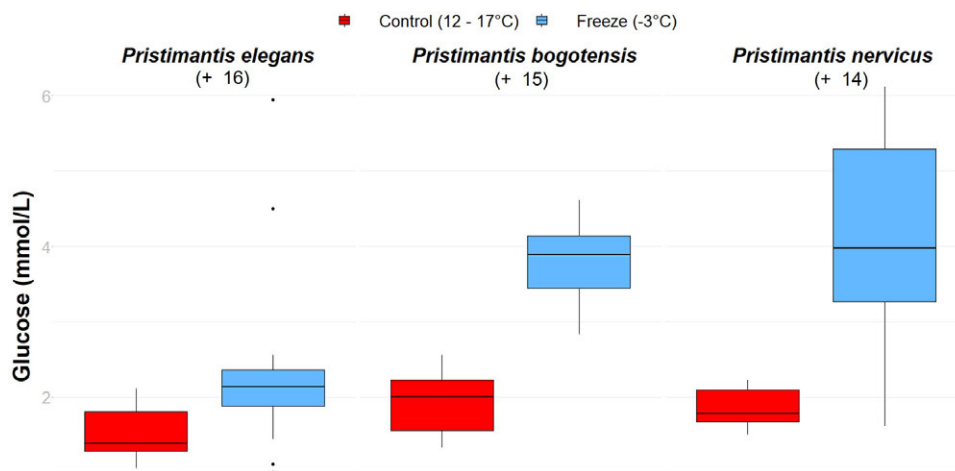 Control (12 - 17°C) Freeze (-3°C)
Pristimantis elegans Pristimantis bogotensis Pristimantis nervicus
(+ 16) (+ 15) (+ 14)
6
4
2
Glucose (mmol/L)